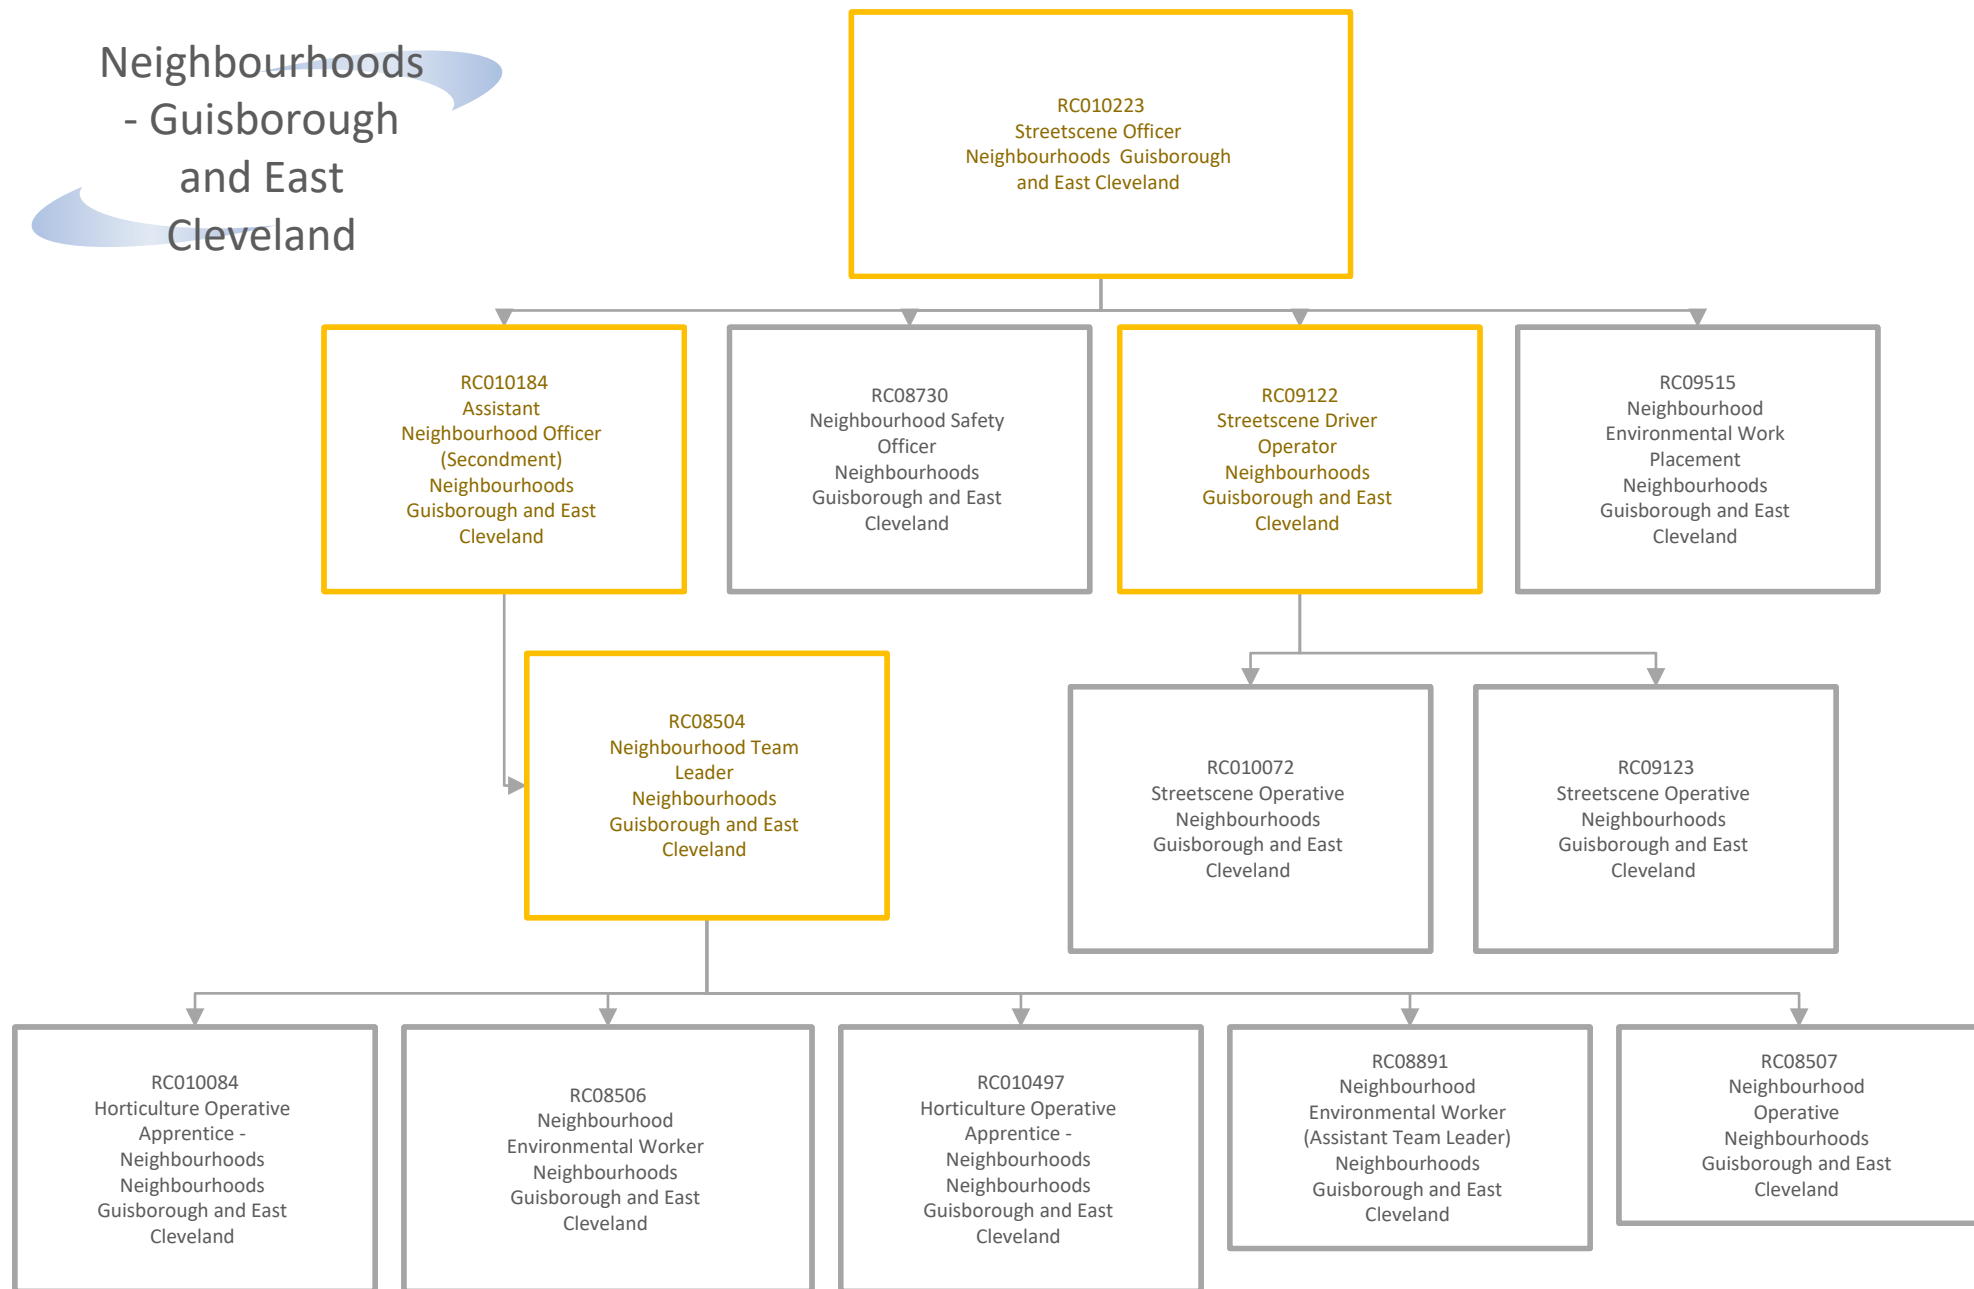 Neighbourhoods
- Guisborough
and East
Cleveland
RC010223
Streetscene Officer
Neighbourhoods  Guisborough
and East Cleveland
RC010184
Assistant
Neighbourhood Officer
(Secondment)
Neighbourhoods
Guisborough and East
Cleveland
RC08730
Neighbourhood Safety
Officer
Neighbourhoods
Guisborough and East
Cleveland
RC09122
Streetscene Driver
Operator
Neighbourhoods
Guisborough and East
Cleveland
RC09515
Neighbourhood
Environmental Work
Placement
Neighbourhoods
Guisborough and East
Cleveland
RC08504
Neighbourhood Team
Leader
Neighbourhoods
Guisborough and East
Cleveland
RC010072
Streetscene Operative
Neighbourhoods
Guisborough and East
Cleveland
RC09123
Streetscene Operative
Neighbourhoods
Guisborough and East
Cleveland
RC010084
Horticulture Operative
Apprentice -
Neighbourhoods
Neighbourhoods
Guisborough and East
Cleveland
RC08506
Neighbourhood
Environmental Worker
Neighbourhoods
Guisborough and East
Cleveland
RC010497
Horticulture Operative
Apprentice -
Neighbourhoods
Neighbourhoods
Guisborough and East
Cleveland
RC08891
Neighbourhood
Environmental Worker
(Assistant Team Leader)
Neighbourhoods
Guisborough and East
Cleveland
RC08507
Neighbourhood
Operative
Neighbourhoods
Guisborough and East
Cleveland